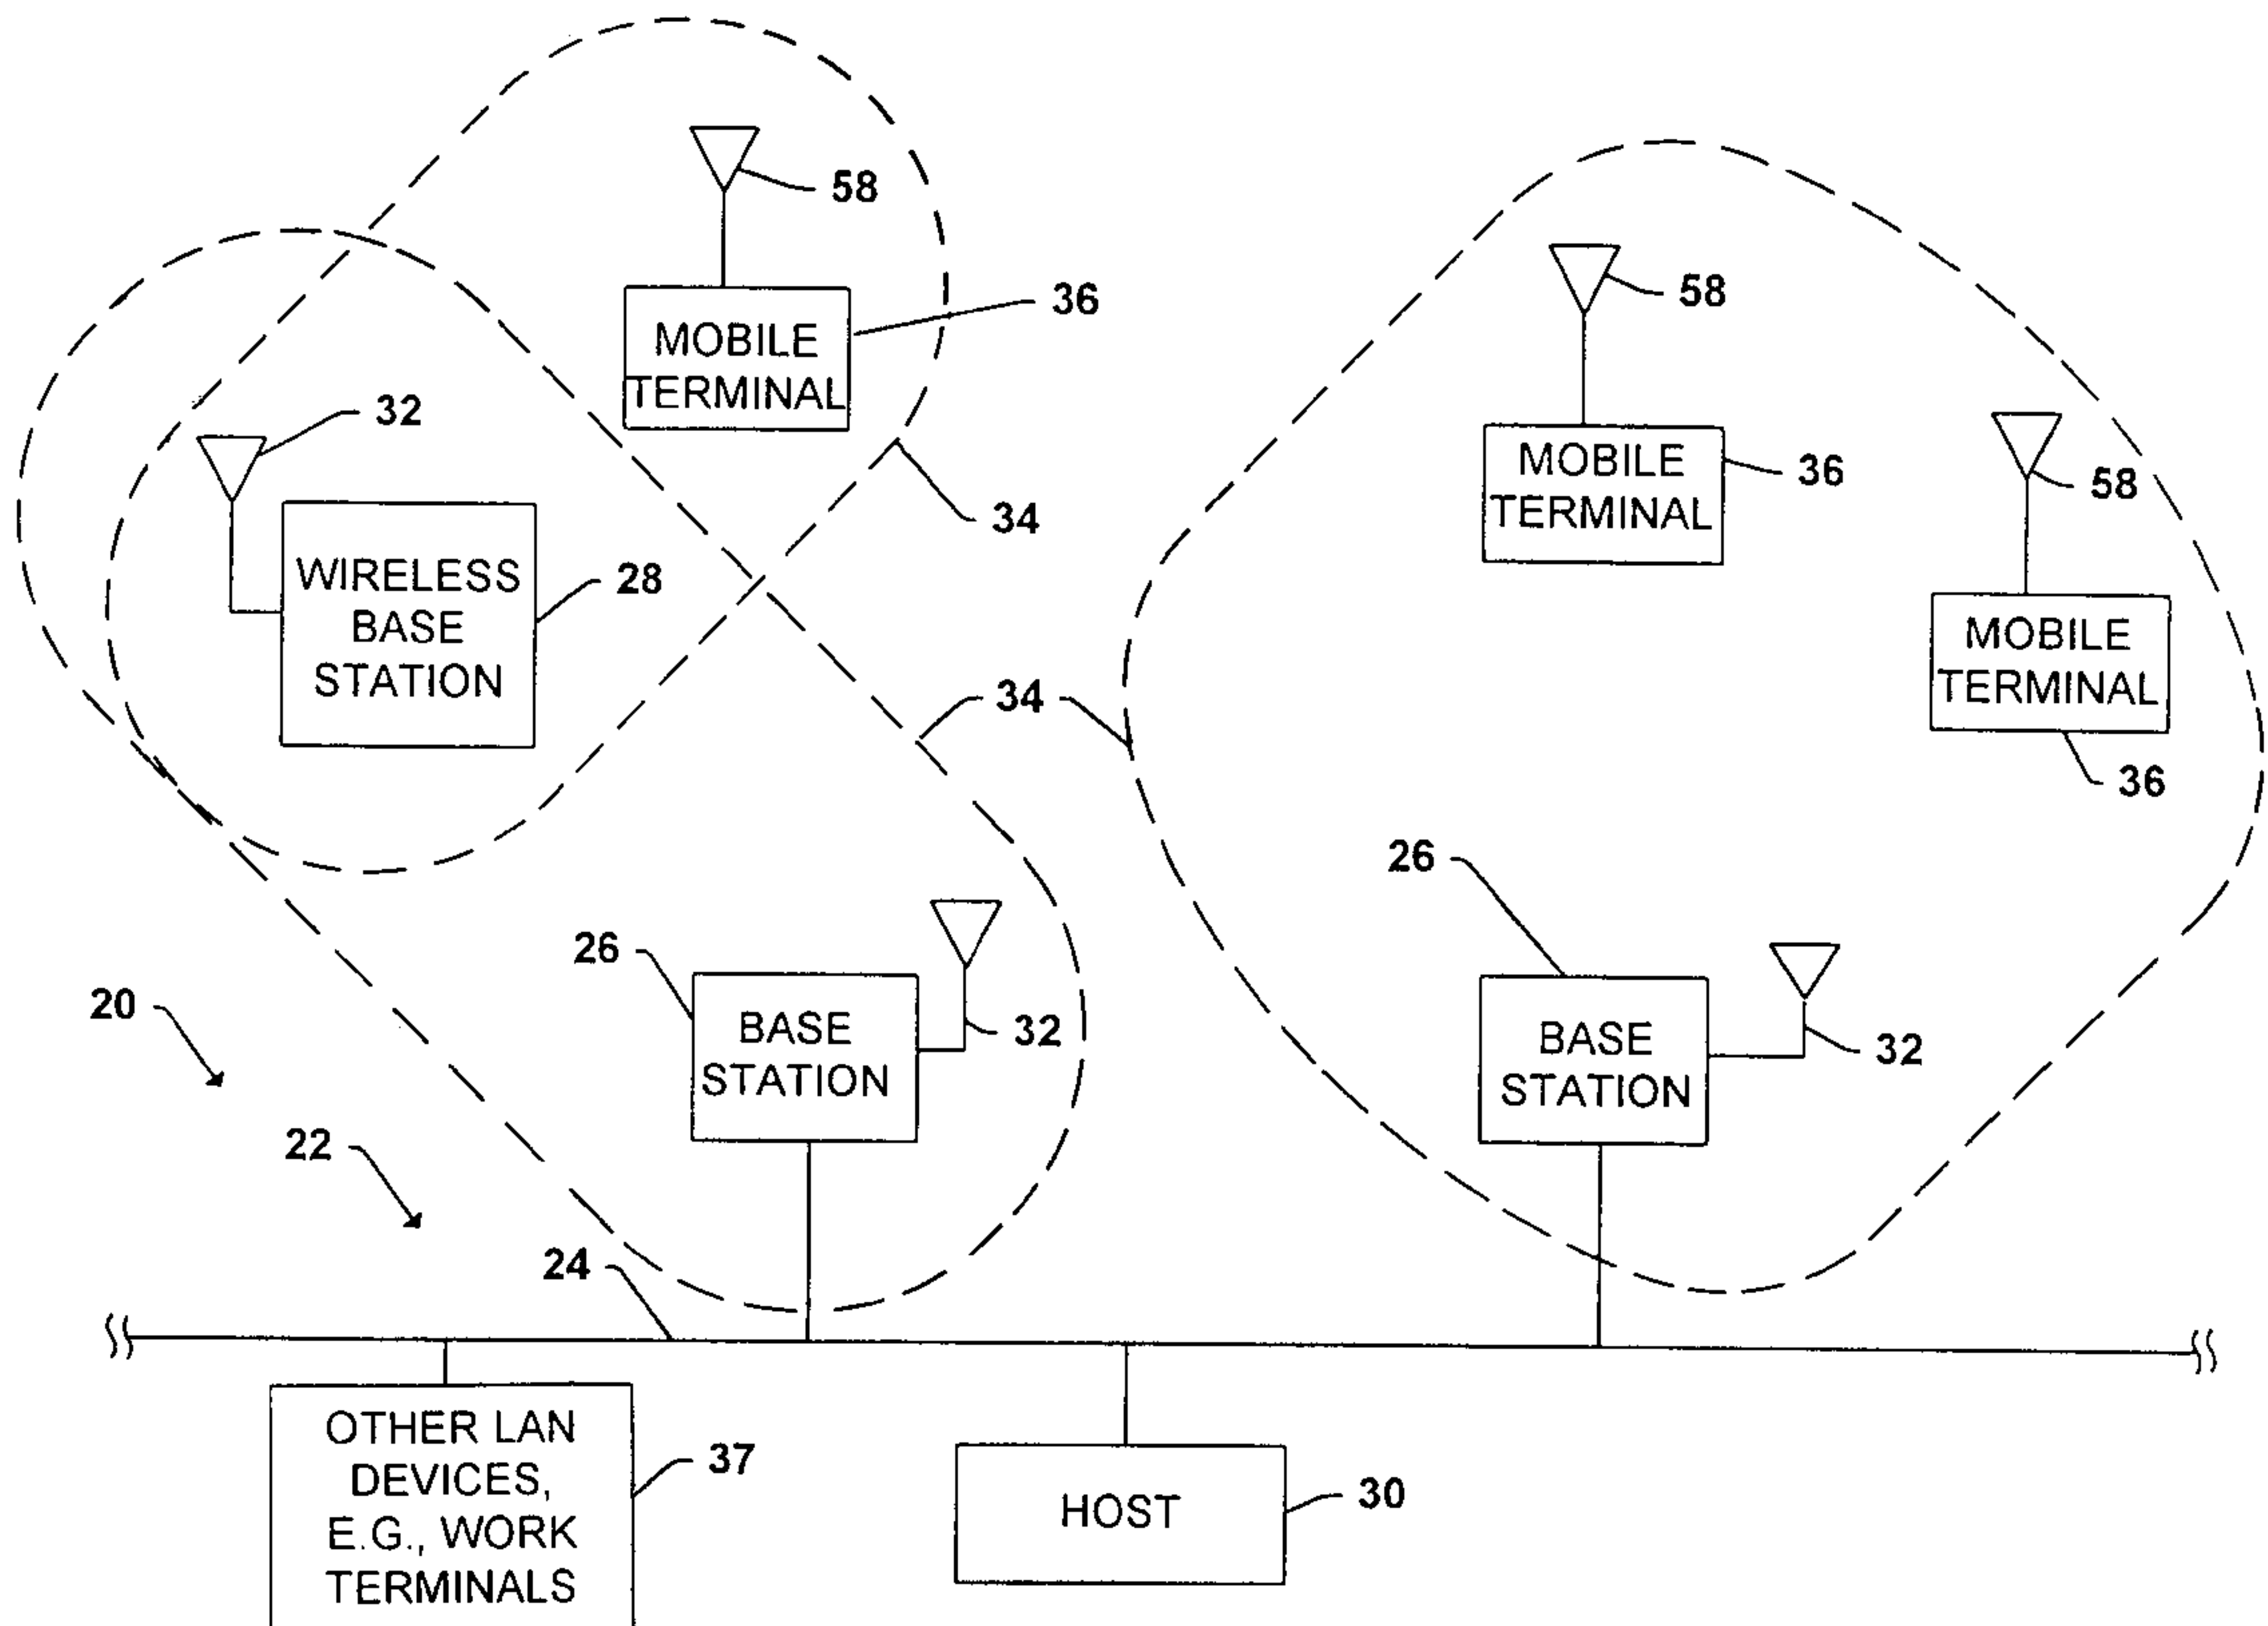 58
36
MOBILE
TERMINAL
34
32
WIRELESS
BASE
STATION
28
58
MOBILE
TERMINAL
36
58
MOBILE
TERMINAL
36
34
26
BASE
STATION
32
26
BASE
STATION
32
20
22
24
OTHER LAN
DEVICES,
E.G., WORK
TERMINALS
37
HOST
30